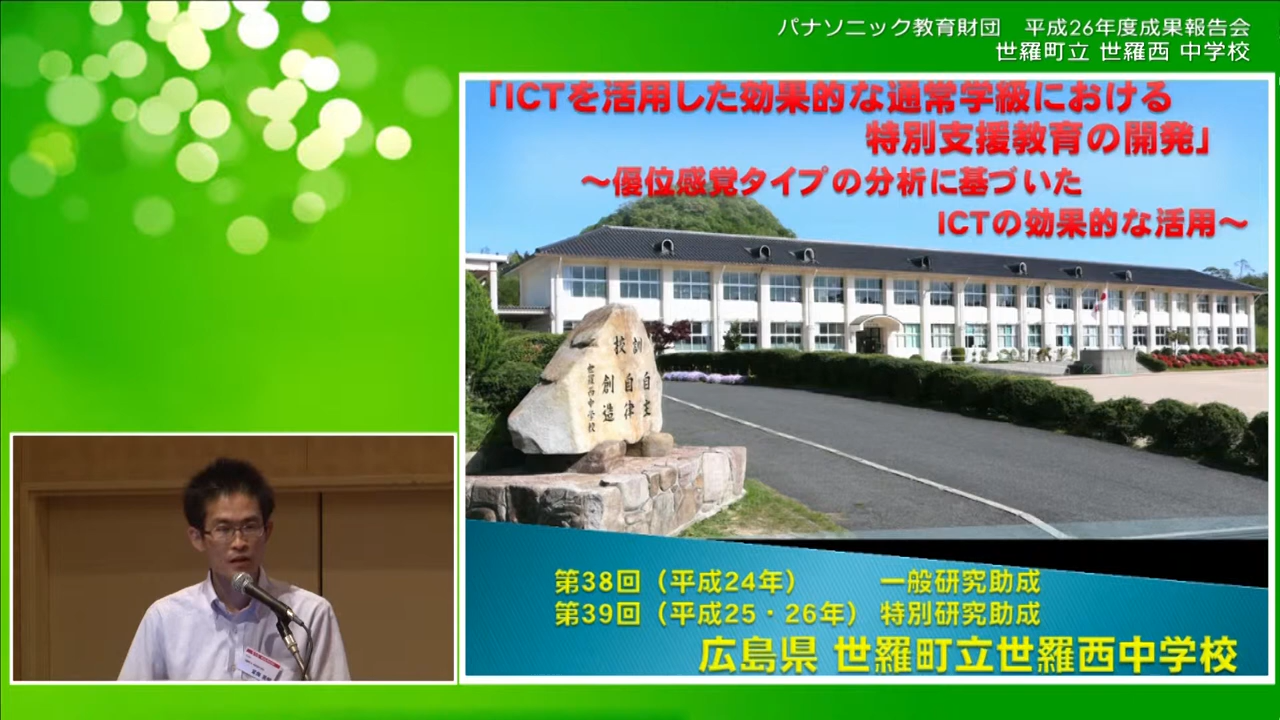 パナソニック教育財団　平成26年度成果報告会
世羅町立 世羅西 中学校
「ICTを活用した効果的な通常学級における
特別支援教育の開発」
～優位感覚タイプの分析に基づいた
ICTの効果的な活用～
校訓
自主
自律
創造
世羅西中学校
第38回（平成24年） 一般研究助成
第39回（平成25・26年） 特別研究助成
広島県 世羅町立世羅西中学校